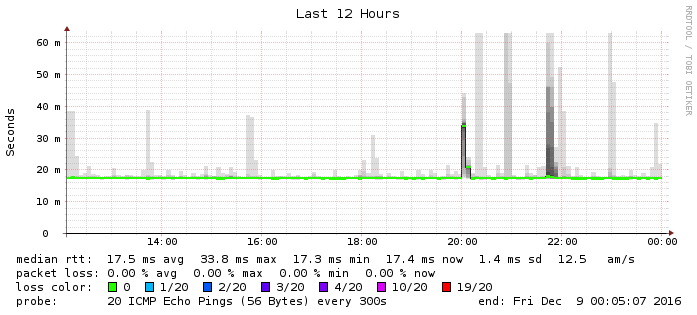 Last 12 Hours
RRDTOOL / TOBI OETIKER
Seconds
60 m
50 m
40 m
30 m
20 m
10 m
0
14:00 16:00 18:00 20:00 22:00 00:00
median rtt: 17.5 ms avg 33.8 ms max 17.3 ms min 17.4 ms now 1.4 ms sd 12.5 am/s
packet loss: 0.00 % avg 0.00 % max 0.00 % min 0.00 % now
loss color: 0 1/20 2/20 3/20 4/20 10/20 19/20
probe: 20 ICMP Echo Pings (56 Bytes) every 300s end: Fri Dec 9 00:05:07 2016